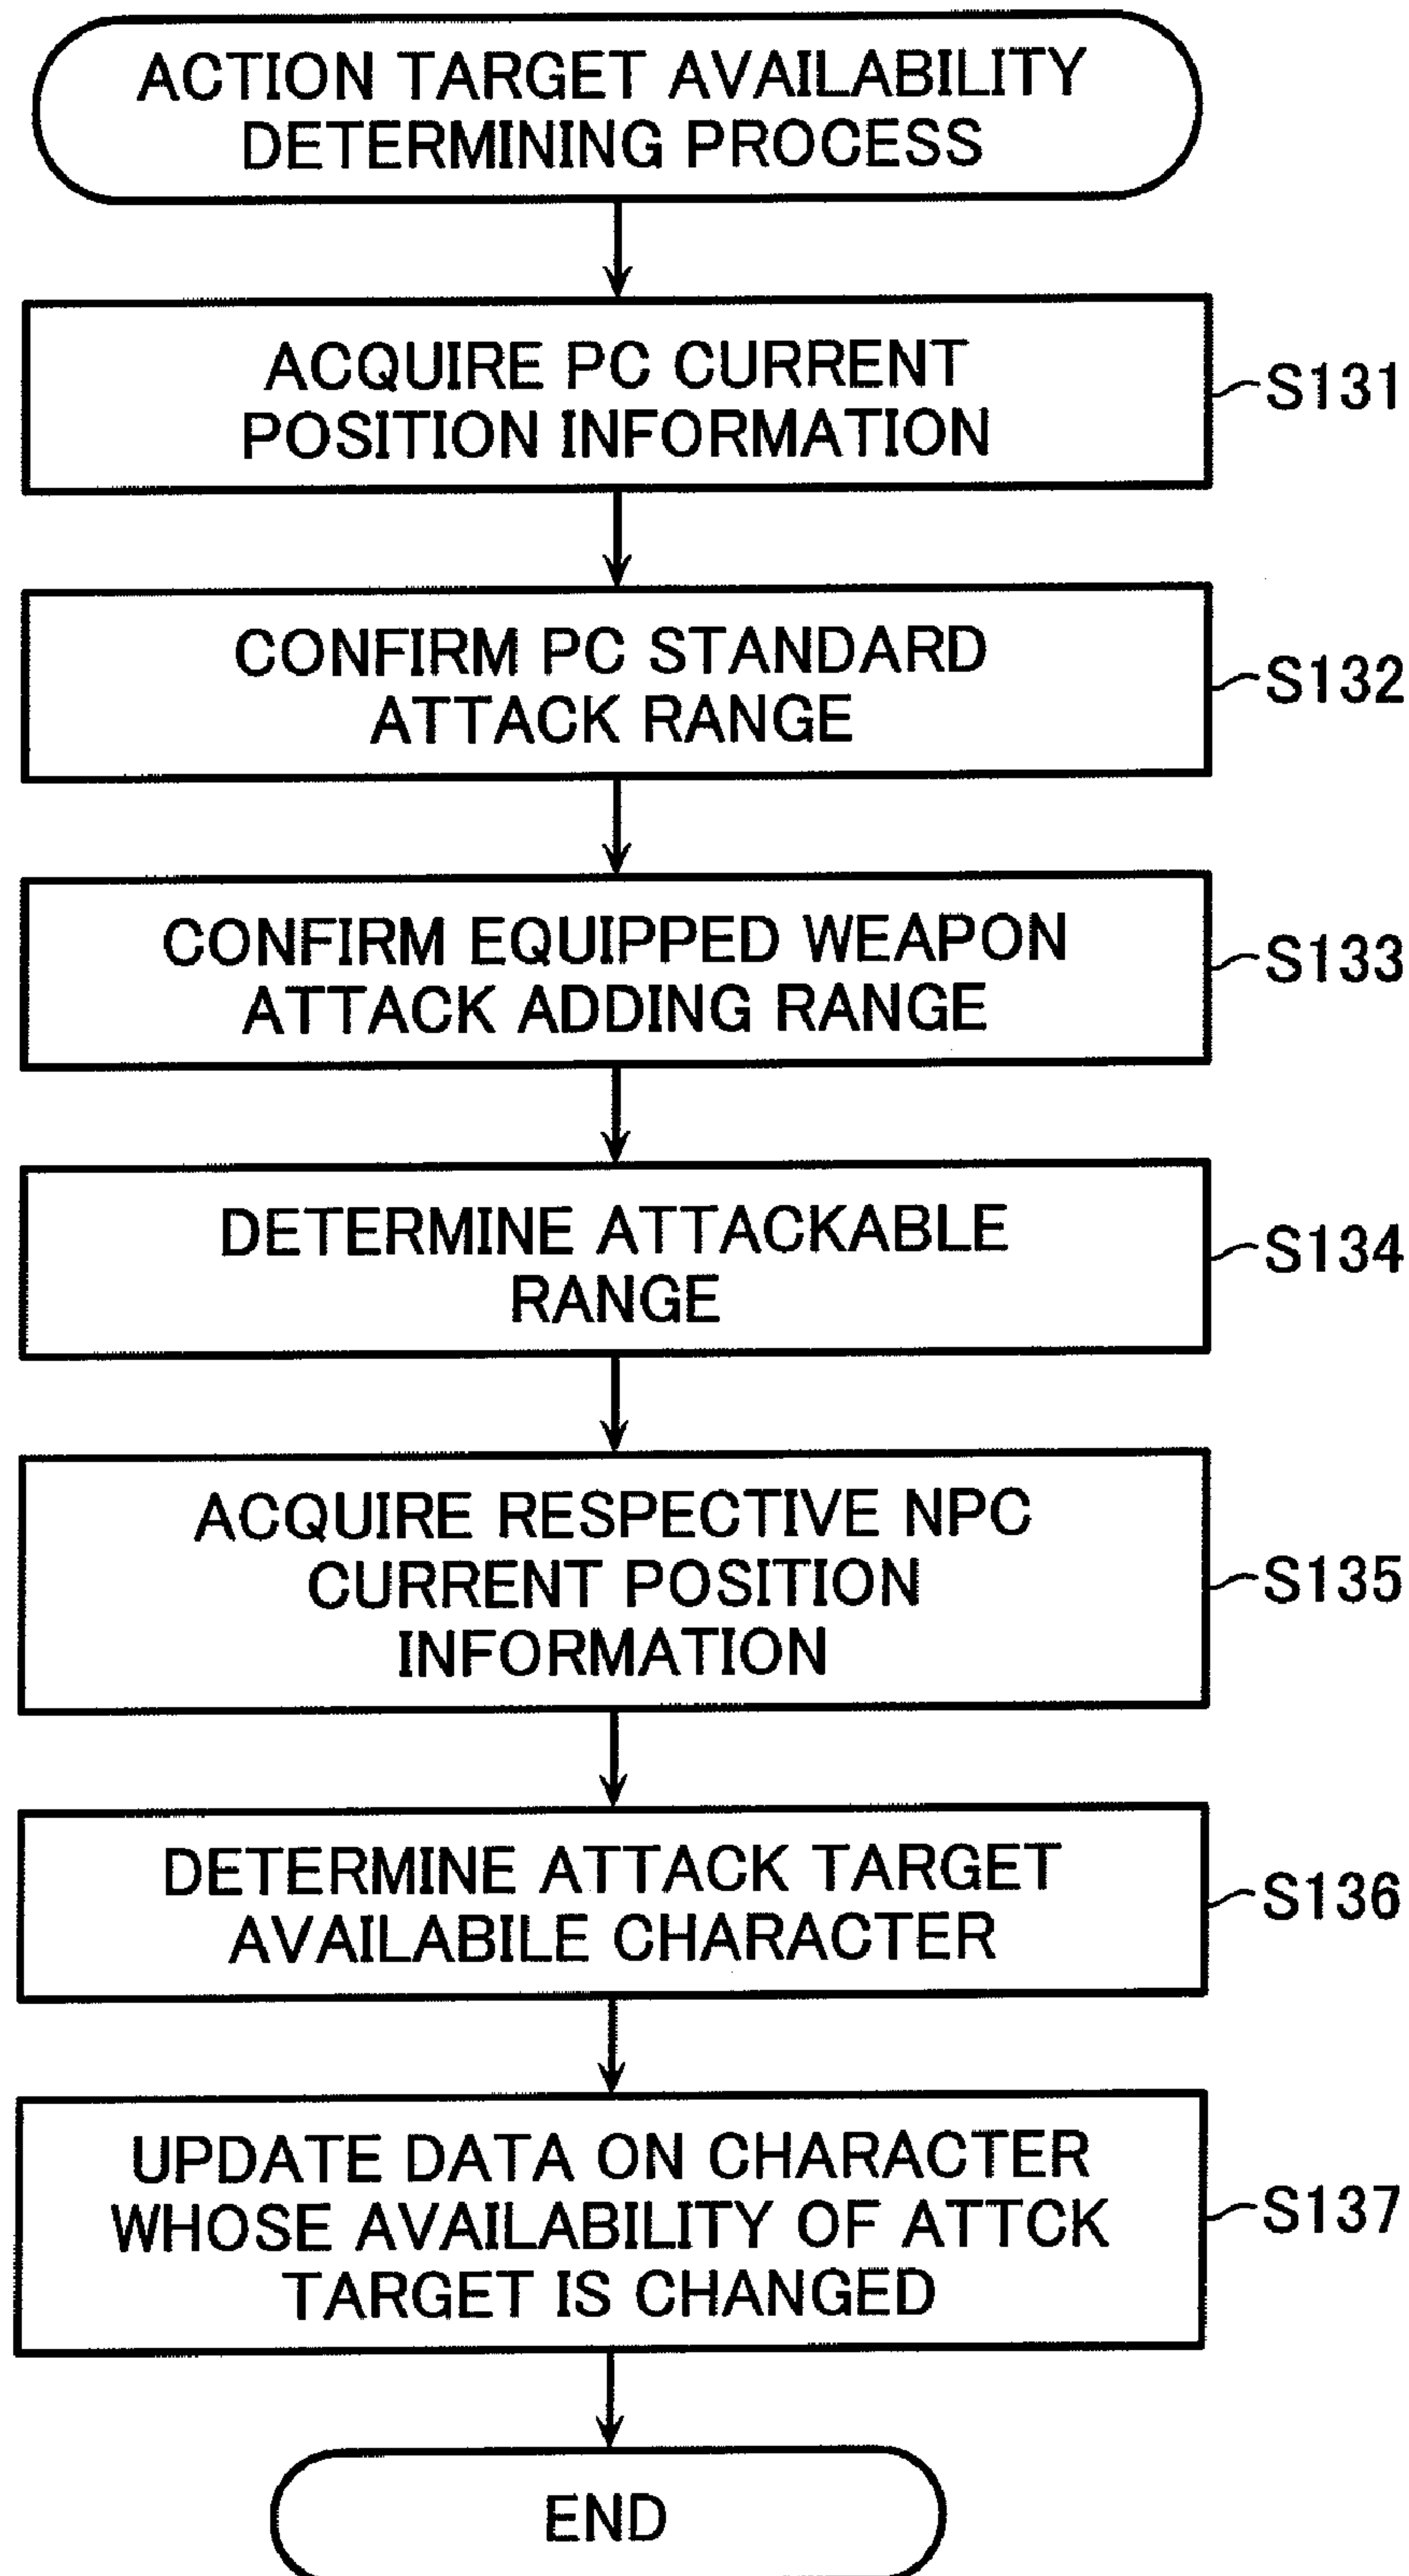 ACTION TARGET AVAILABILITY
DETERMINING PROCESS
ACQUIRE PC CURRENT
POSITION INFORMATION
S131
CONFIRM PC STANDARD
ATTACK RANGE
S132
CONFIRM EQUIPPED WEAPON
ATTACK ADDING RANGE
S133
DETERMINE ATTACKABLE
RANGE
S134
ACQUIRE RESPECTIVE NPC
CURRENT POSITION
INFORMATION
S135
DETERMINE ATTACK TARGET
AVAILABILE CHARACTER
S136
UPDATE DATA ON CHARACTER
WHOSE AVAILABILITY OF ATTCK
TARGET IS CHANGED
S137
END